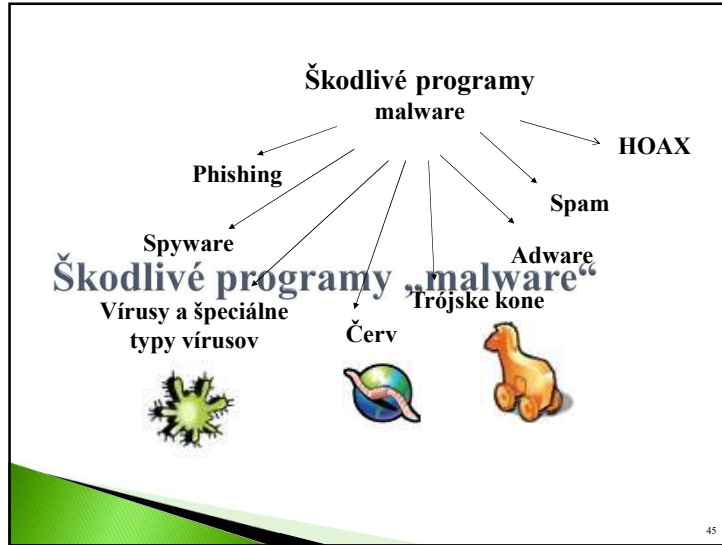 Škodlivé programy
malware
HOAX
Phishing
Spam
Spyware
Adware
Škodlivé programy „malware“
Trójske kone
Vírusy a špeciálne
typy vírusov
Červ
45